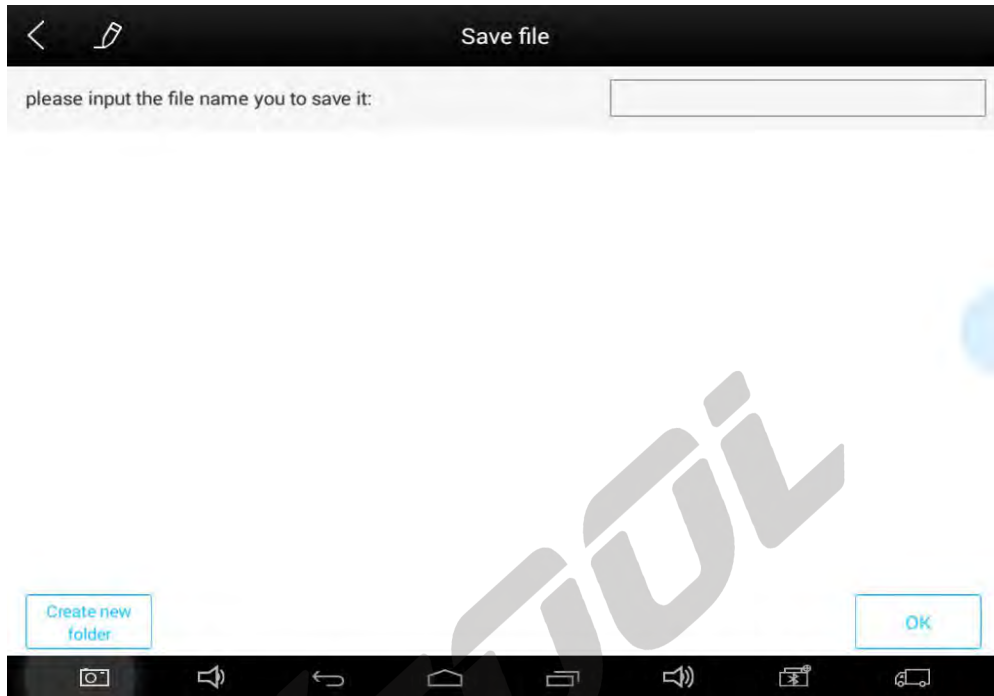 Save file
please input the file name you to save it:
Create new
folder
OK